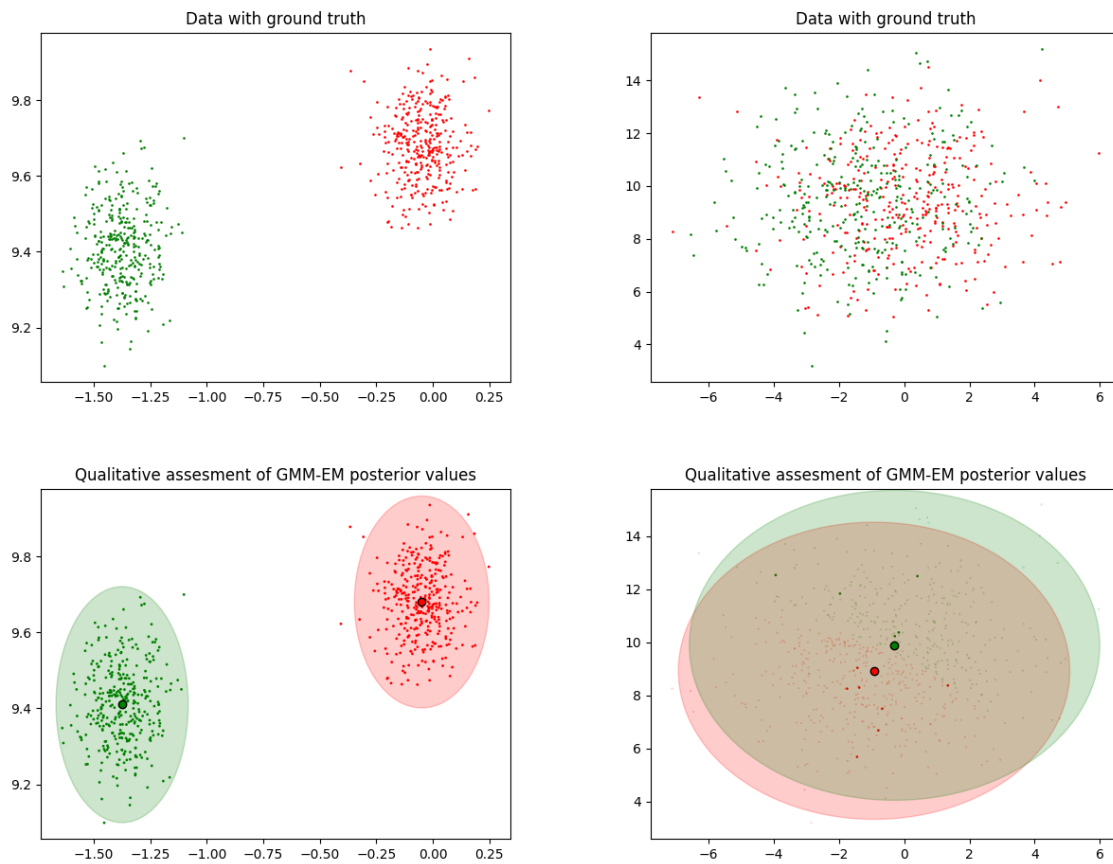 Data with ground truth
Data with ground truth
9.8
9.6
9.4
9.2
−1.50 −1.25 −1.00 −0.75 −0.50 −0.25 0.00 0.25
14
12
10
8
6
4
−6 −4 −2 0 2 4 6
Qualitative assesment of GMM-EM posterior values
Qualitative assesment of GMM-EM posterior values
9.8
9.6
9.4
9.2
−1.50 −1.25 −1.00 −0.75 −0.50 −0.25 0.00 0.25
14
12
10
8
6
4
−6 −4 −2 0 2 4 6